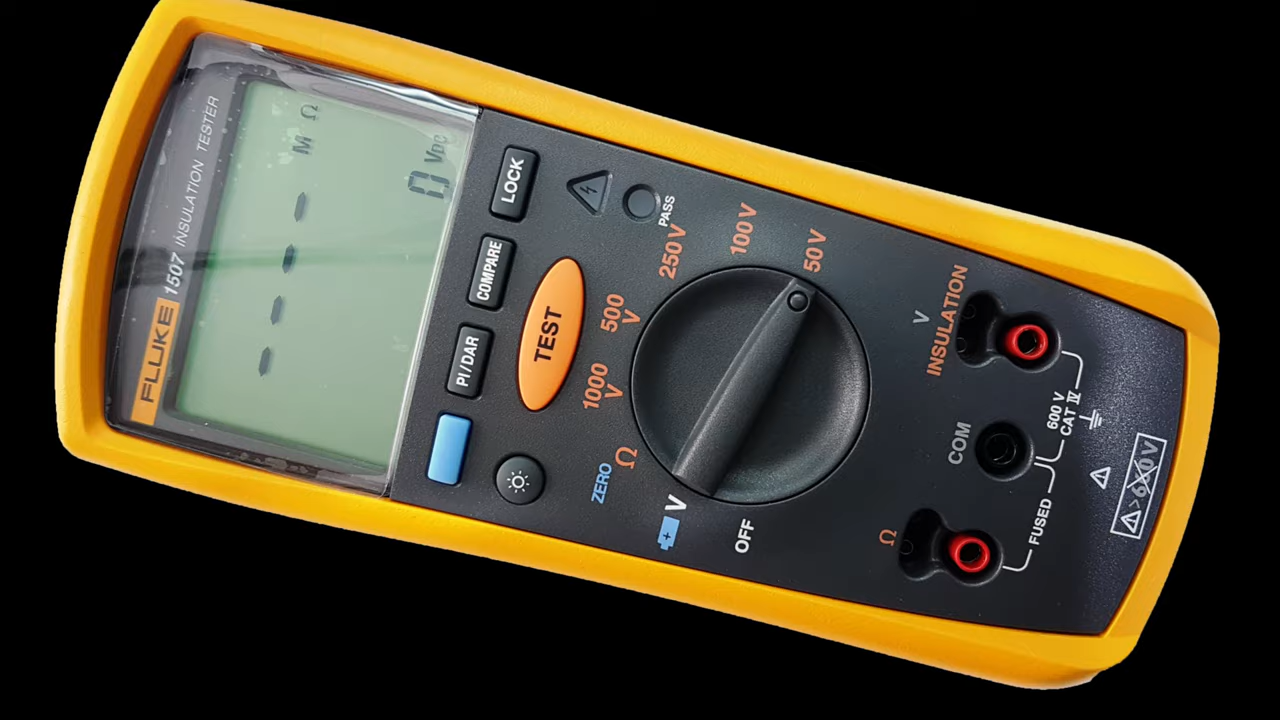 FLUKE 1507 INSULATION TESTER
- - - - M Ω
0 VDC
PI/DAR COMPARE LOCK
TEST
PASS
ZERO Ω
1000 V
500 V
250 V
100 V
50 V
V
OFF
Ω
COM
V
INSULATION
FUSED
600 V
CAT IV
>600V